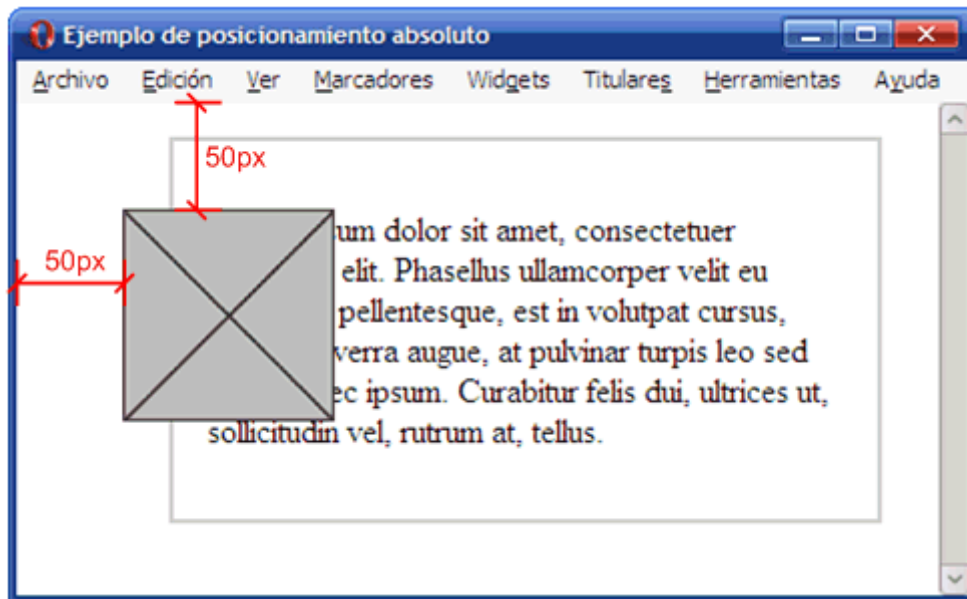 Ejemplo de posicionamiento absoluto
Archivo Edición Ver Marcadores Widgets Titulares Herramientas Ayuda
50px
50px
um dolor sit amet, consectetuer
elit. Phasellus ullamcorper velit eu
pellentesque, est in volutpat cursus,
verra augue, at pulvinar turpis leo sed
ec ipsum. Curabitur felis dui, ultrices ut,
sollicitudin vel, rutrum at, tellus.